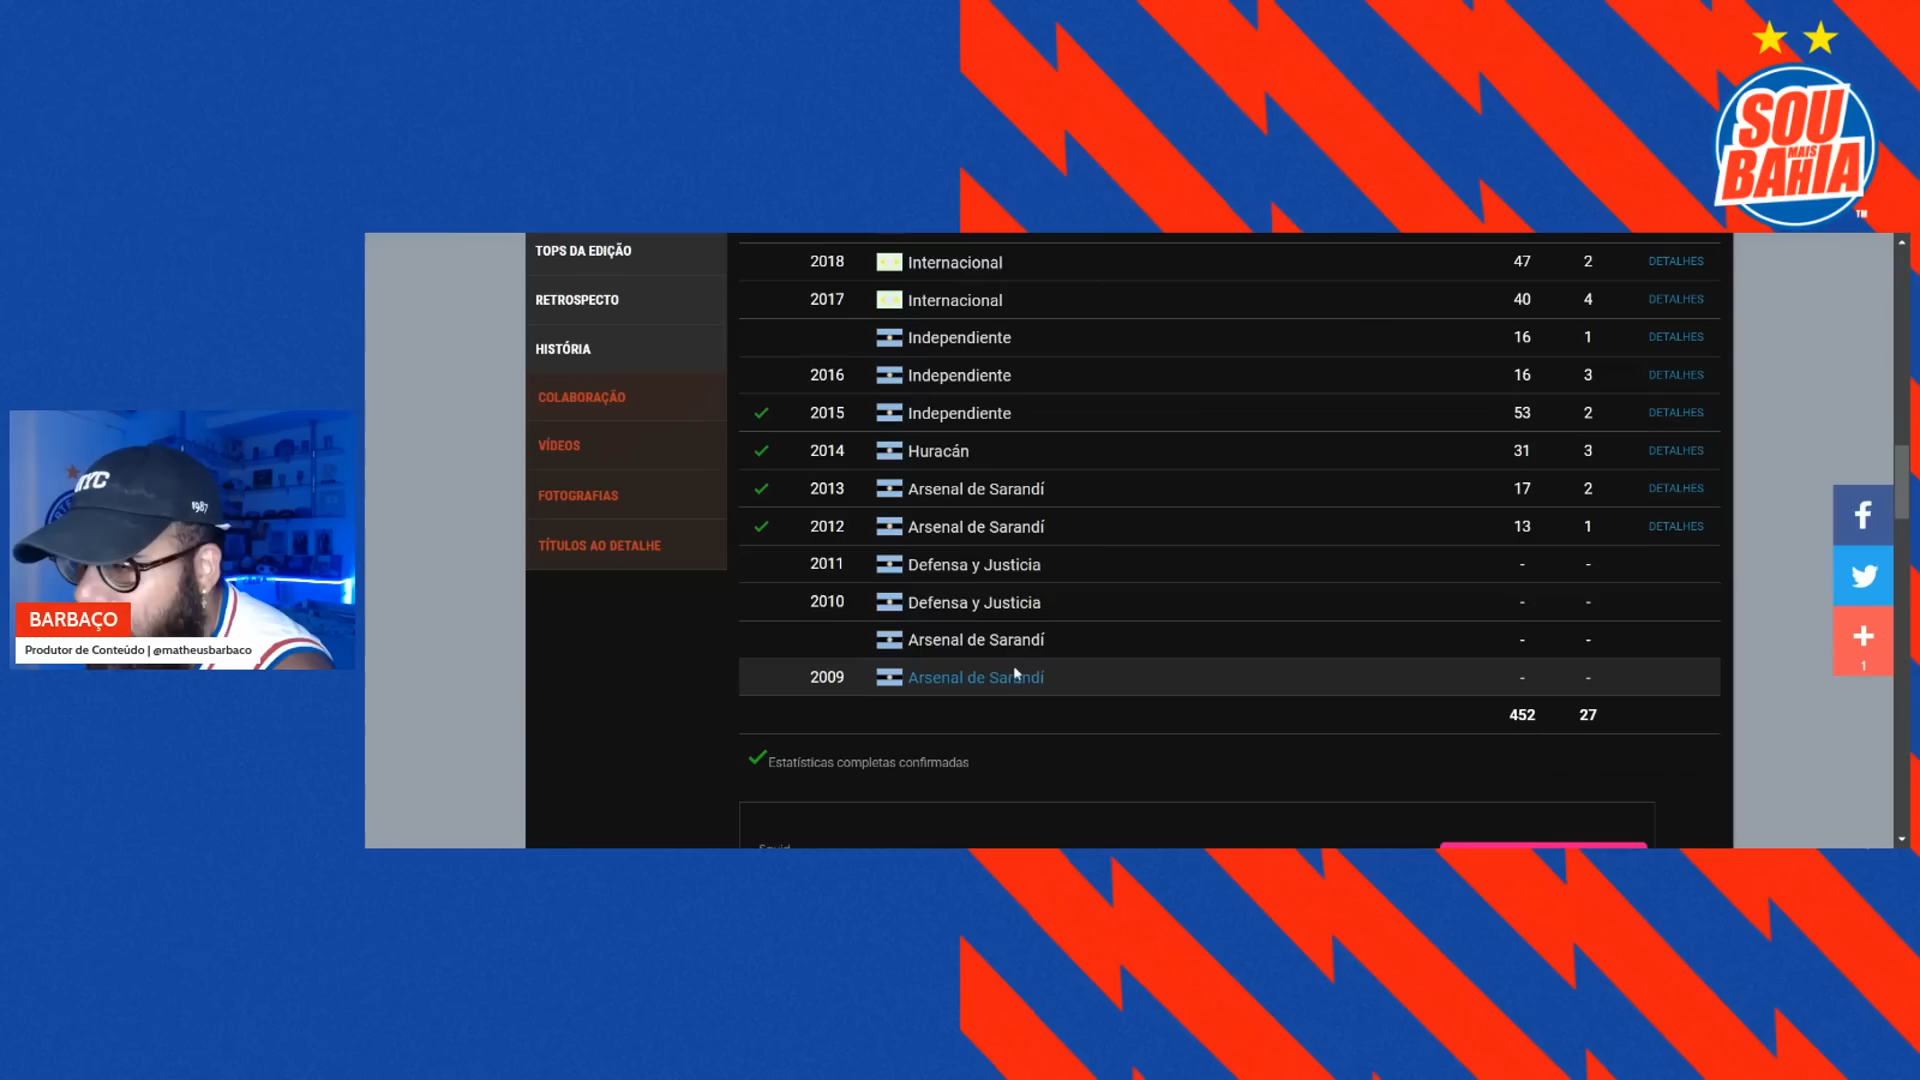 SOU
MAIS
BAHIA
TM
TOPS DA EDIÇÃO
RETROSPECTO
HISTÓRIA
COLABORAÇÃO
VÍDEOS
FOTOGRAFIAS
TÍTULOS AO DETALHE
2018 Internacional 47 2 DETALHES
2017 Internacional 40 4 DETALHES
Independiente 16 1 DETALHES
2016 Independiente 16 3 DETALHES
2015 Independiente 53 2 DETALHES
2014 Huracán 31 3 DETALHES
2013 Arsenal de Sarandí 17 2 DETALHES
2012 Arsenal de Sarandí 13 1 DETALHES
2011 Defensa y Justicia - -
2010 Defensa y Justicia - -
Arsenal de Sarandí - -
2009 Arsenal de Sarandí - -
452 27
Estatísticas completas confirmadas
NYC
1987
BARBAÇO
Produtor de Conteúdo | @matheusbarbaco
1